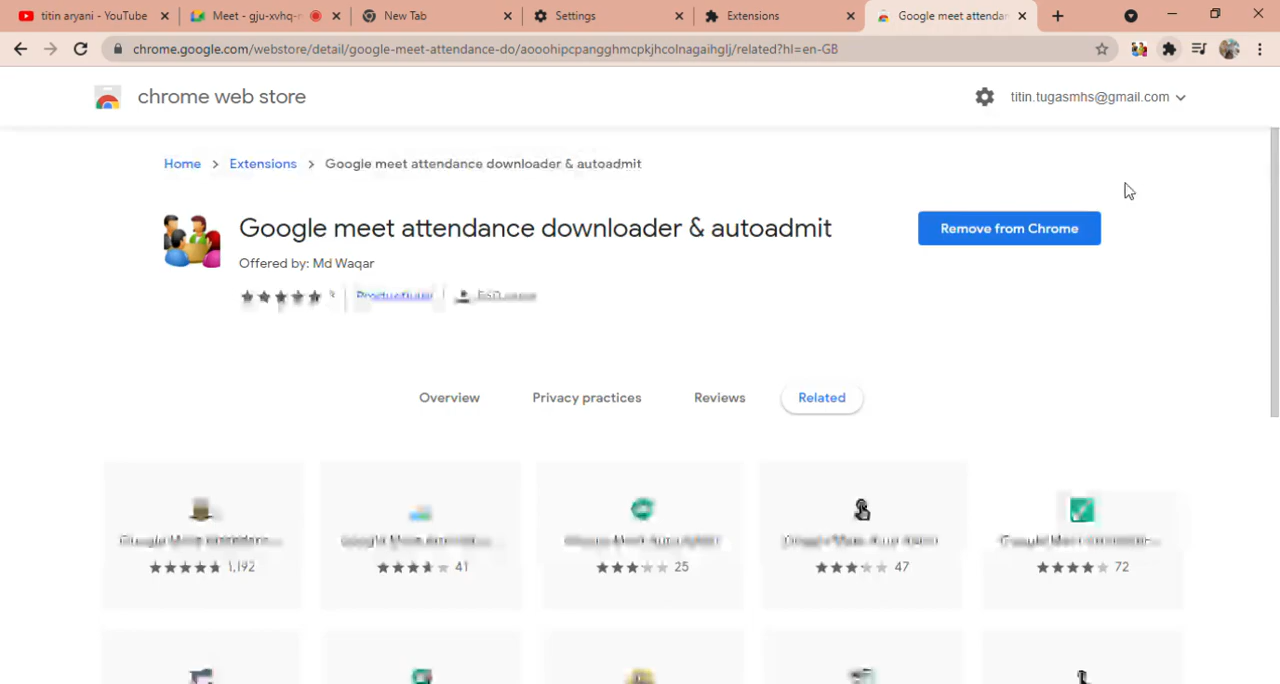 titin aryani - YouTube
Meet - gju-xvhq-
New Tab
Settings
Extensions
Google meet attendan
chrome.google.com/webstore/detail/google-meet-attendance-do/aooohipcpangghmcpkjhcolnagaihglj/related?hl=en-GB
chrome web store
titin.tugasmhs@gmail.com
Home > Extensions > Google meet attendance downloader & autoadmit
Google meet attendance downloader & autoadmit
Remove from Chrome
Offered by: Md Waqar
Overview
Privacy practices
Reviews
Related
1,192
41
25
47
72